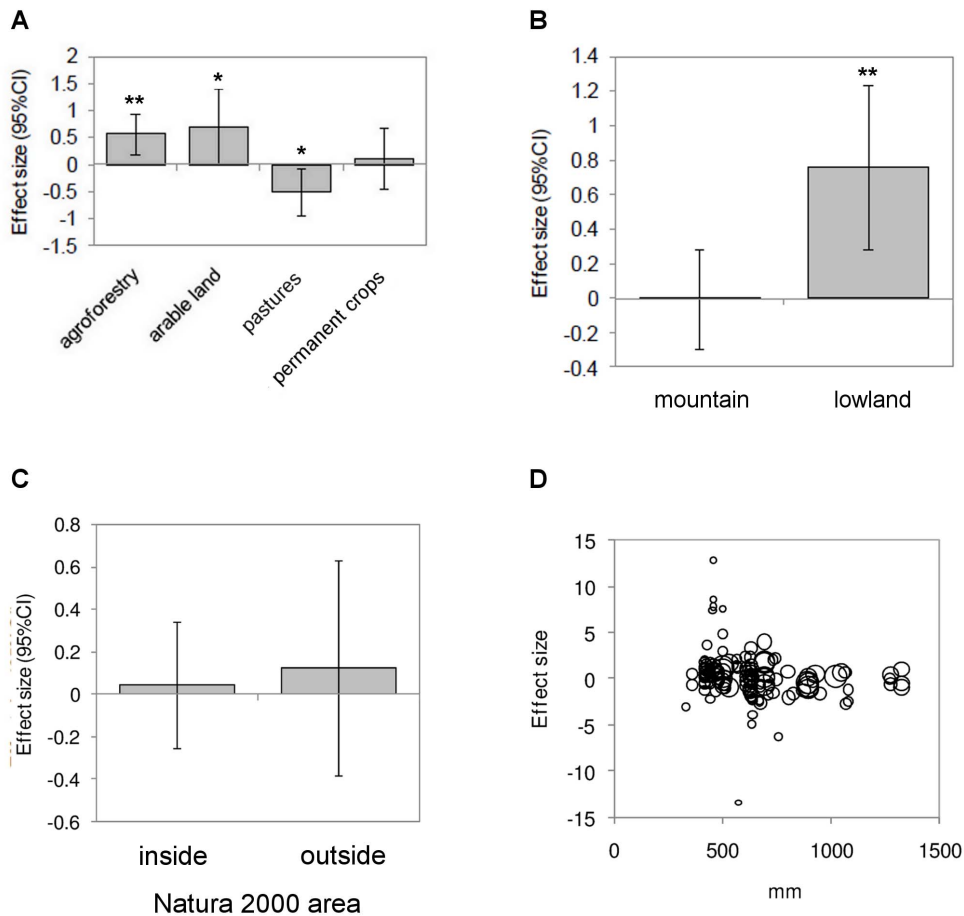 A
Effect size (95%CI)
2
1.5
1
0.5
0
-0.5
-1
-1.5
**
*
*
agroforestry
arable land
pastures
permanent crops
B
Effect size (95%CI)
1.4
1.2
1
0.8
0.6
0.4
0.2
0
-0.2
-0.4
**
mountain
lowland
C
Effect size (95%CI)
0.8
0.6
0.4
0.2
0
-0.2
-0.4
-0.6
inside
outside
Natura 2000 area
D
Effect size
15
10
5
0
-5
-10
-15
0 500 1000 1500
mm